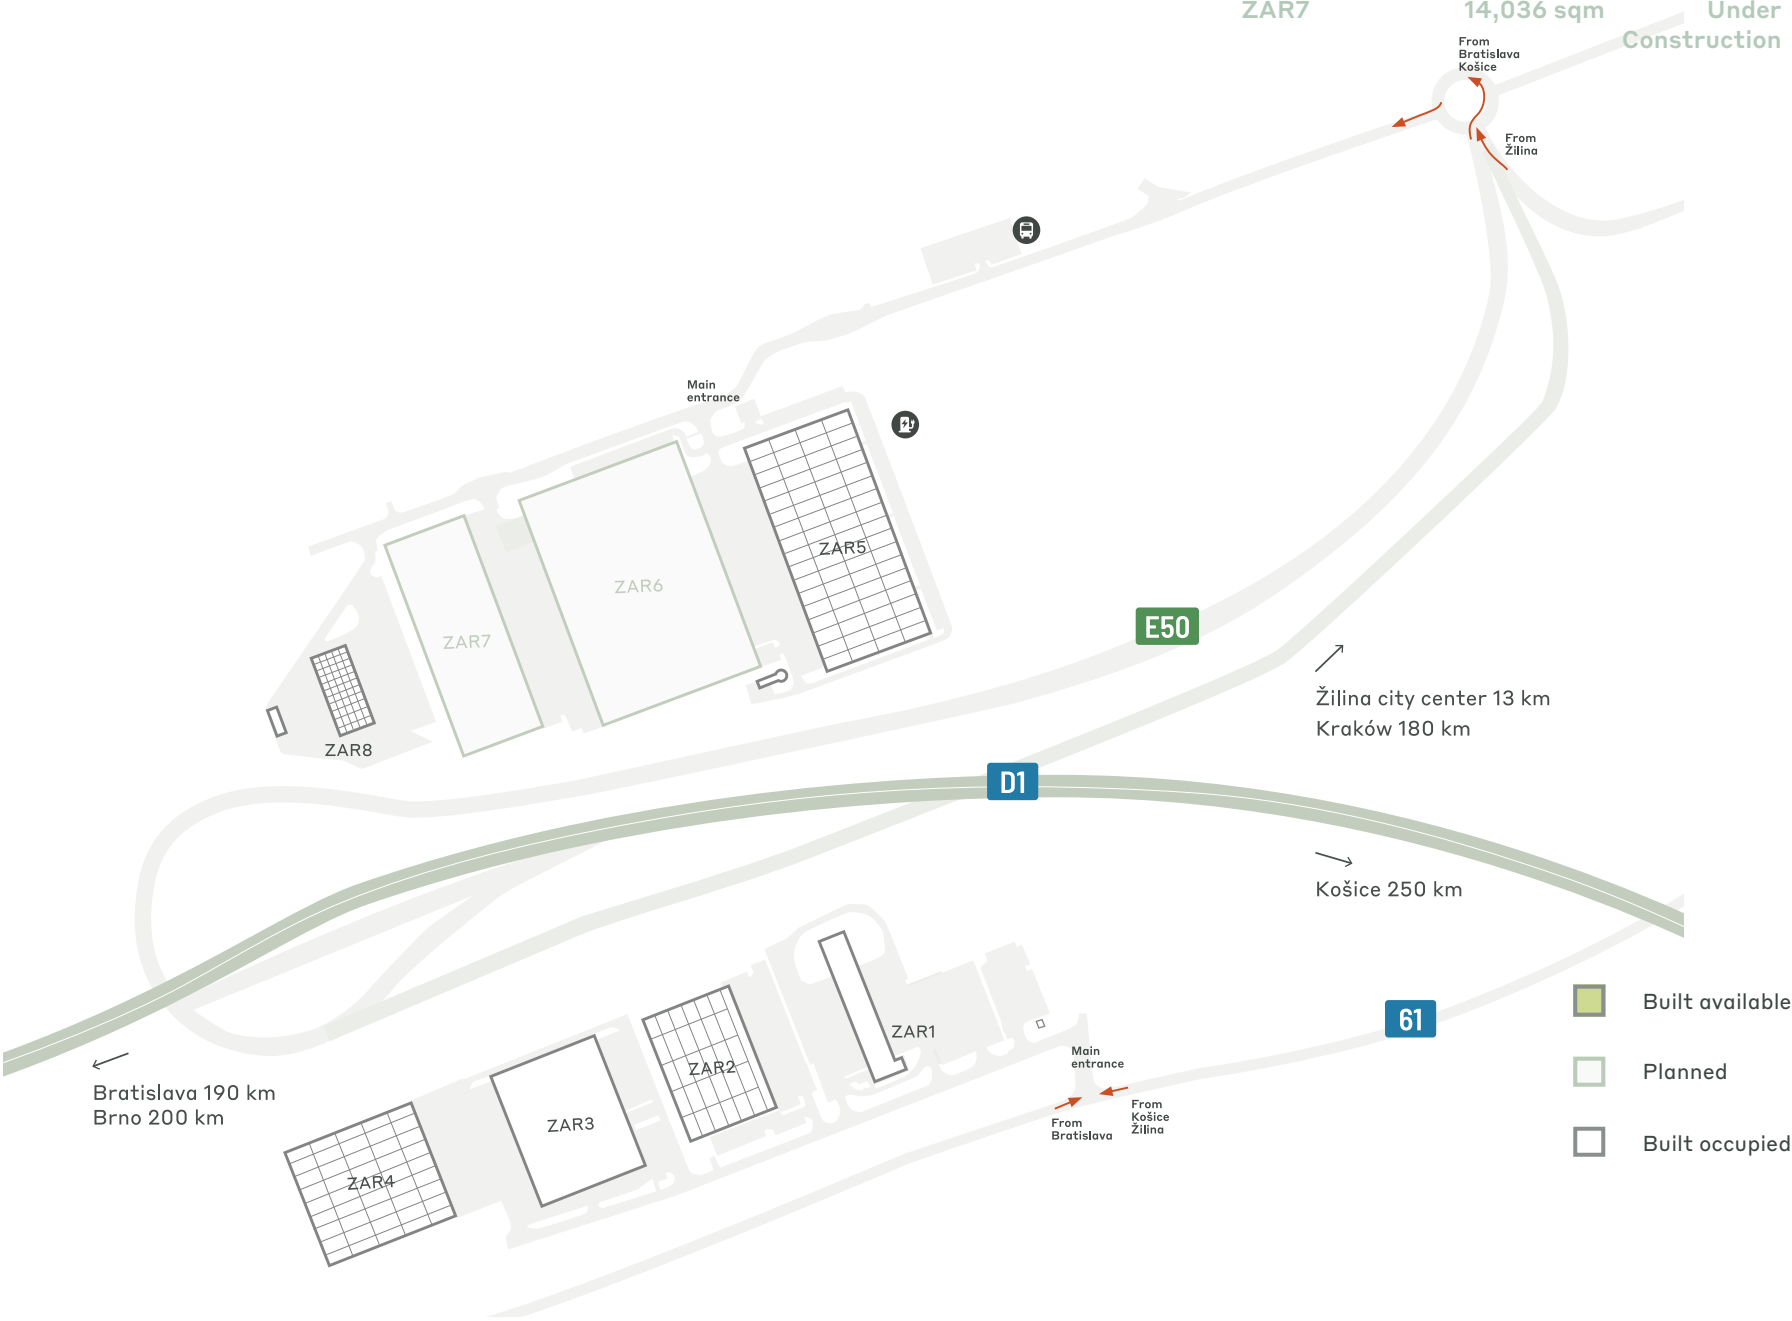 ZAR7 14,036 sqm Under
Construction
From
Bratislava
Košice
From
Žilina
Main
entrance
ZAR5
ZAR6
ZAR7
ZAR8
E50
Žilina city center 13 km
Kraków 180 km
D1
Košice 250 km
Bratislava 190 km
Brno 200 km
ZAR1
ZAR2
ZAR3
ZAR4
61
Main
entrance
From
Bratislava
From
Košice
Žilina
Built available
Planned
Built occupied